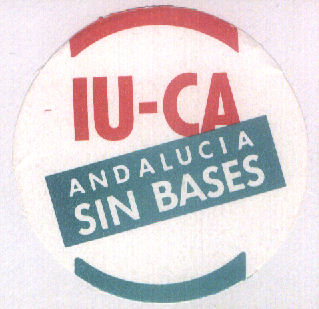 IU-CA
ANDALUCIA
SIN BASES